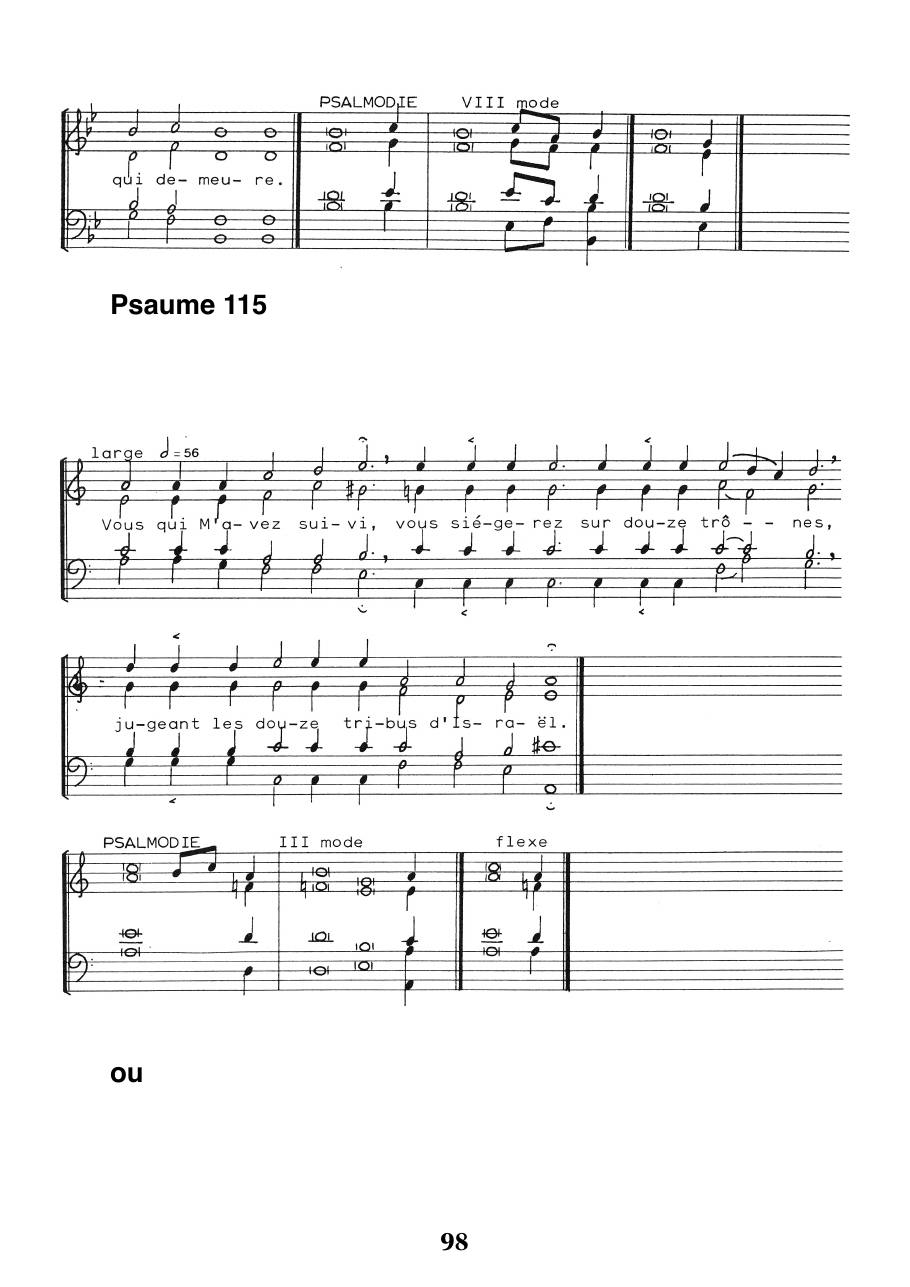 PSALMODIE VIII mode
qui de- meu- re.
Psaume 115
large = 56
Vous qui M'a- vez sui- vi, vous sié-ge- rez sur dou-ze trô - - nes,
ju-geant les dou-ze tri-bus d'Is- ra- ël.
PSALMODIE III mode flexe
ou
98